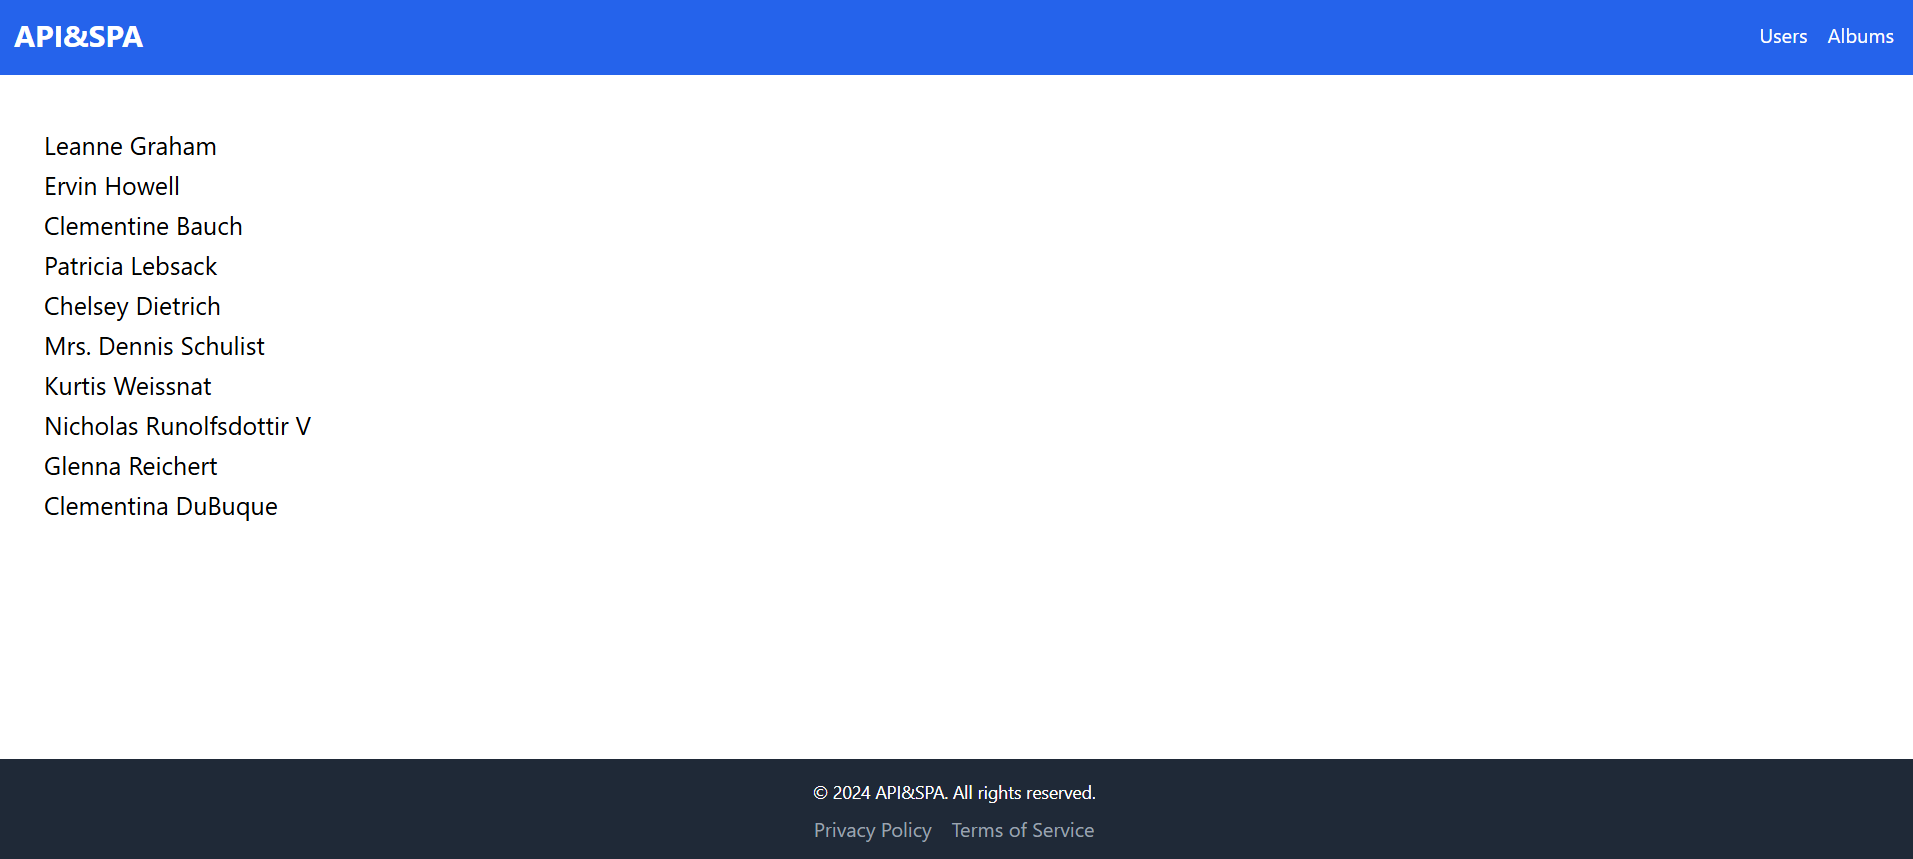 API&SPA
Users Albums
Leanne Graham
Ervin Howell
Clementine Bauch
Patricia Lebsack
Chelsey Dietrich
Mrs. Dennis Schulist
Kurtis Weissnat
Nicholas Runolfsdottir V
Glenna Reichert
Clementina DuBuque
© 2024 API&SPA. All rights reserved.
Privacy Policy Terms of Service